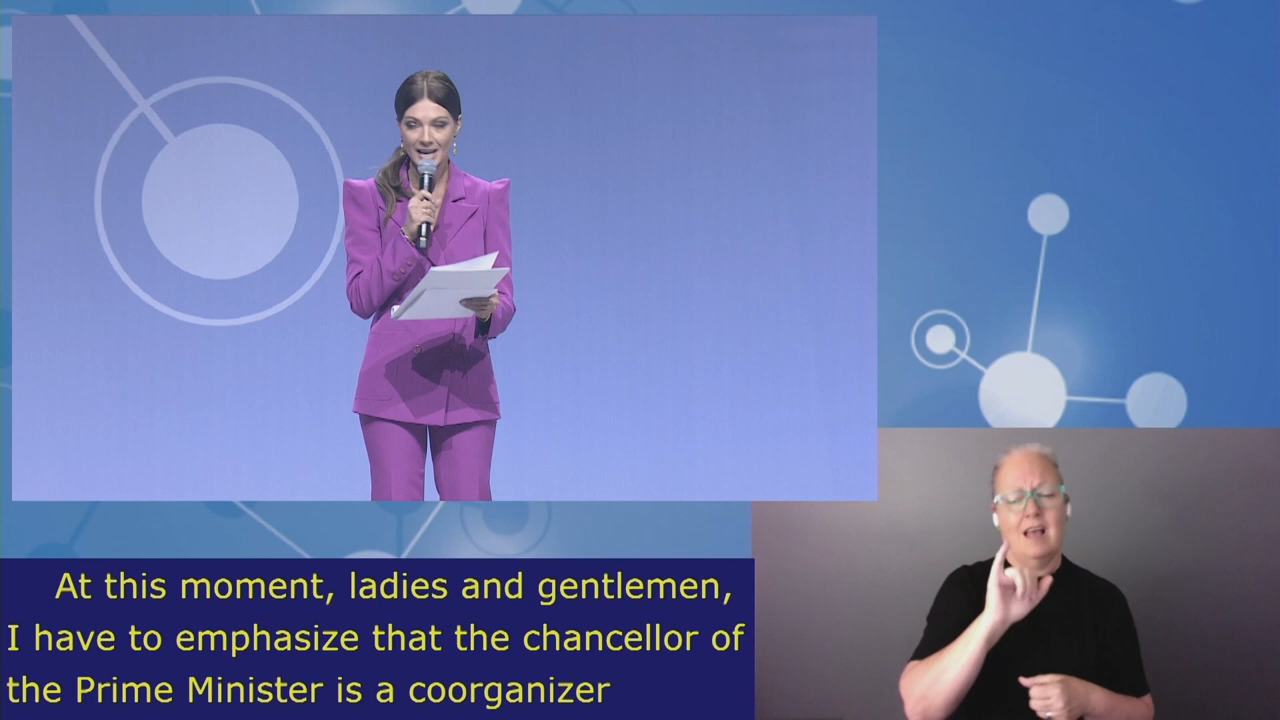 At this moment, ladies and gentlemen,
I have to emphasize that the chancellor of
the Prime Minister is a coorganizer